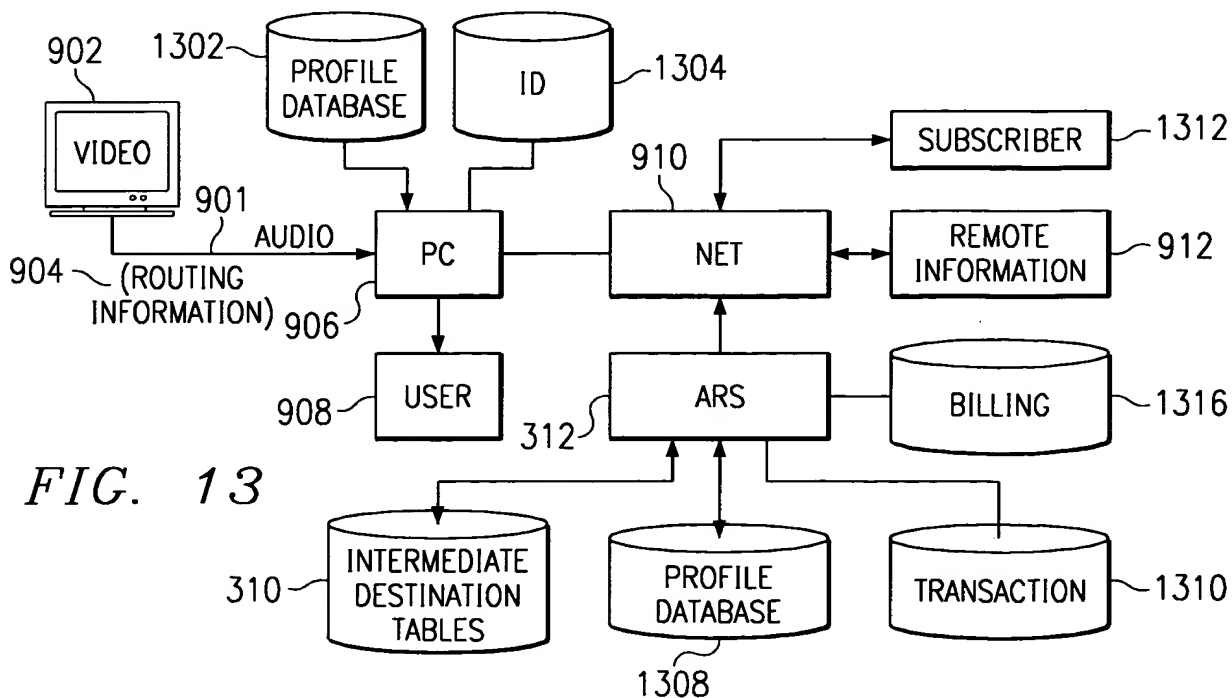 1302
1304
902
PROFILE
DATABASE
ID
VIDEO
910
SUBSCRIBER
1312
901
AUDIO
PC
NET
REMOTE
INFORMATION
912
904
(ROUTING
INFORMATION)
906
USER
ARS
BILLING
1316
908
312
FIG. 13
310
INTERMEDIATE
DESTINATION
TABLES
PROFILE
DATABASE
TRANSACTION
1310
1308